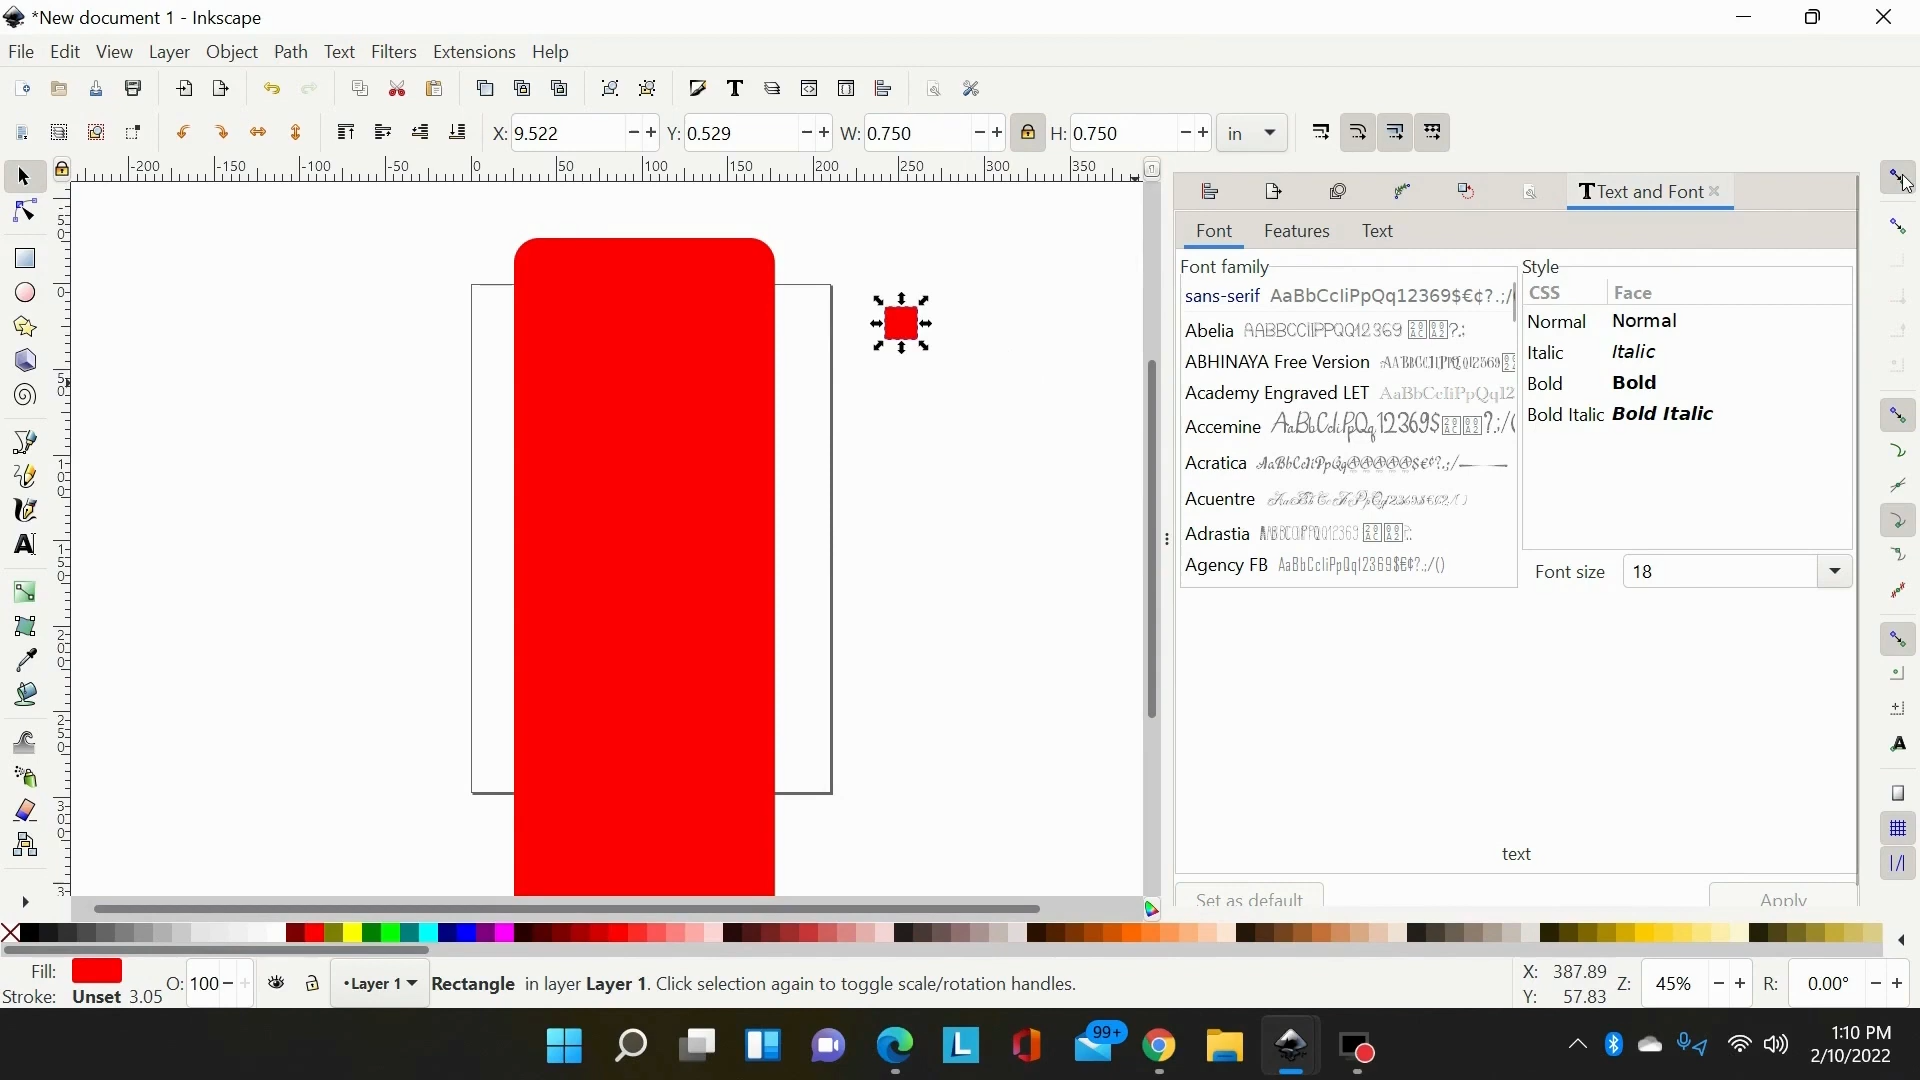 *New document 1 - Inkscape
File Edit View Layer Object Path Text Filters Extensions Help
X: 9.522 Y: 0.529 W: 0.750 H: 0.750 in
-200 -150 -100 -50 0 50 100 150 200 250 300 350
Text and Font
Font Features Text
Font family
Style
sans-serif AaBbCcIiPpQq12369$€¢?.;/
CSS Face
Abelia AABBCCIIPPQQ12369
Normal Normal
ABHINAYA Free Version
Italic Italic
Academy Engraved LET AaBbCcIiPpQq12
Bold Bold
Accemine
Bold Italic Bold Italic
Acratica
Acuentre
Adrastia
Agency FB AaBbCcIiPpQq12369$€¢?.;/()
Font size 18
text
Set as default Apply
Fill: O: 100 •Layer 1 Rectangle in layer Layer 1. Click selection again to toggle scale/rotation handles. X: 387.89 Z: 45% R: 0.00°
Stroke: Unset 3.05 Y: 57.83
99+
1:10 PM
2/10/2022